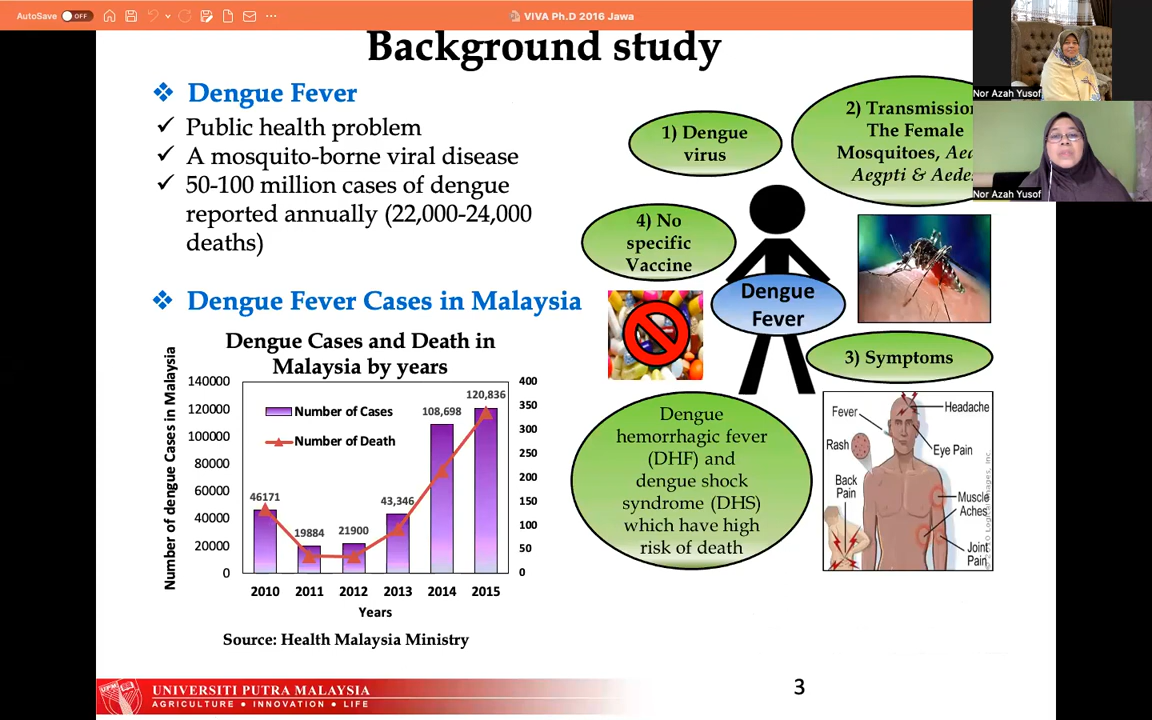 AutoSave OFF
VIVA Ph.D 2016 Jawa
Background study
Dengue Fever
Public health problem
A mosquito-borne viral disease
50-100 million cases of dengue
reported annually (22,000-24,000
deaths)
Dengue Fever Cases in Malaysia
Dengue Cases and Death in
Malaysia by years
Number of dengue Cases in Malaysia
140000
120000
100000
80000
60000
40000
20000
0
Number of Cases
Number of Death
46171
19884
21900
43,346
108,698
120,836
400
350
300
250
200
150
100
50
0
2010 2011 2012 2013 2014 2015
Years
Source: Health Malaysia Ministry
1) Dengue
virus
2) Transmission
The Female
Mosquitoes,
Aegpti & Aedes
4) No
specific
Vaccine
Dengue
Fever
3) Symptoms
Dengue
hemorrhagic fever
(DHF) and
dengue shock
syndrome (DHS)
which have high
risk of death
Fever
Headache
Rash
Eye Pain
Back
Pain
Muscle
Aches
Joint
Pain
Nor Azah Yusof
Nor Azah Yusof
UNIVERSITI PUTRA MALAYSIA
AGRICULTURE • INNOVATION • LIFE
3